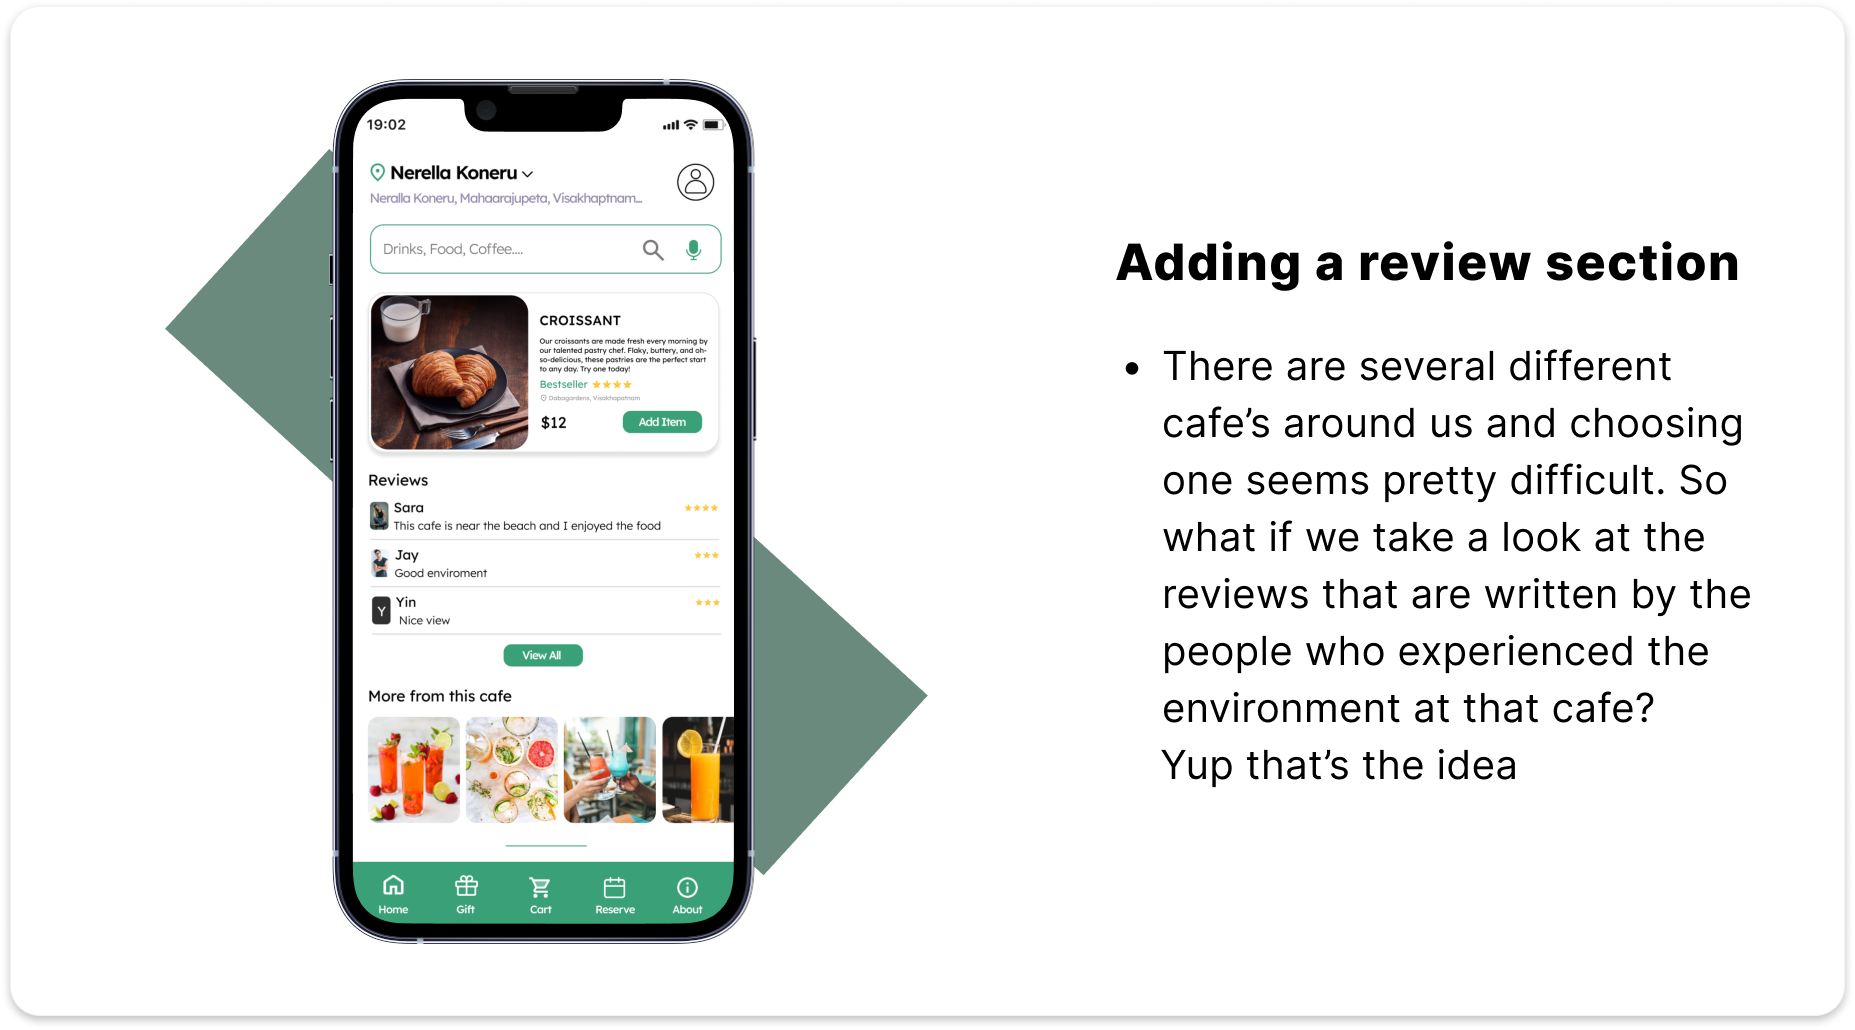 19:02
Nerella Koneru
Neralla Koneru, Mahaarajupeta, Visakhaptnam...
Drinks, Food, Coffee....
CROISSANT
Our croissants are made fresh every morning by
our talented pastry chef. Flaky, buttery, and oh-
so-delicious, these pastries are the perfect start
to any day. Try one today!
Bestseller
Dabagardens, Visakhapatnam
$12
Add Item
Reviews
Sara
This cafe is near the beach and I enjoyed the food
Jay
Good enviroment
Y
Yin
Nice view
View All
More from this cafe
Home
Gift
Cart
Reserve
About
Adding a review section
• There are several different
cafe’s around us and choosing
one seems pretty difficult. So
what if we take a look at the
reviews that are written by the
people who experienced the
environment at that cafe?
Yup that’s the idea